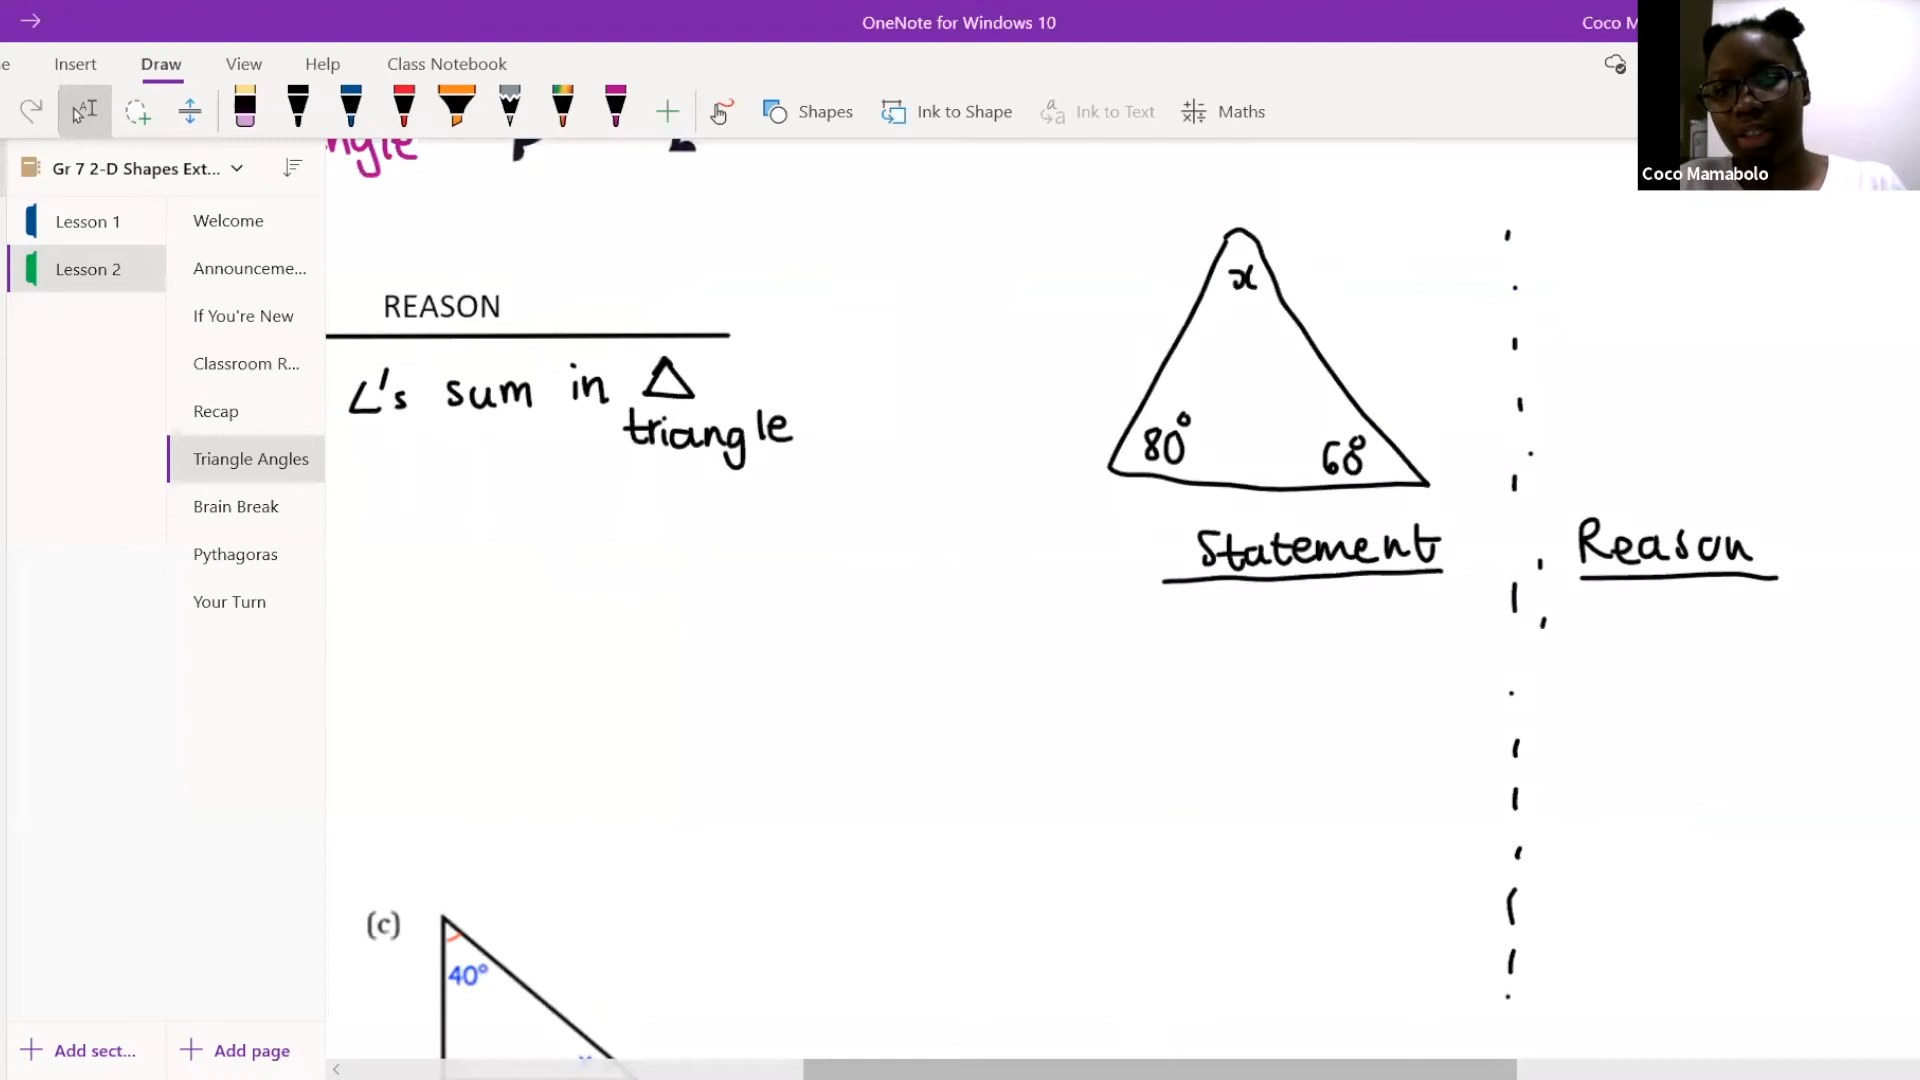 OneNote for Windows 10
Coco M
Insert
Draw
View
Help
Class Notebook
Shapes
Ink to Shape
Ink to Text
Maths
Coco Mamabolo
Gr 7 2-D Shapes Ext...
Lesson 1
Lesson 2
Welcome
Announceme...
If You're New
Classroom R...
Recap
Triangle Angles
Brain Break
Pythagoras
Your Turn
Add sect...
Add page
REASON
∠'s sum in △
triangle
x
80°
68°
Statement
Reason
(c)
40°